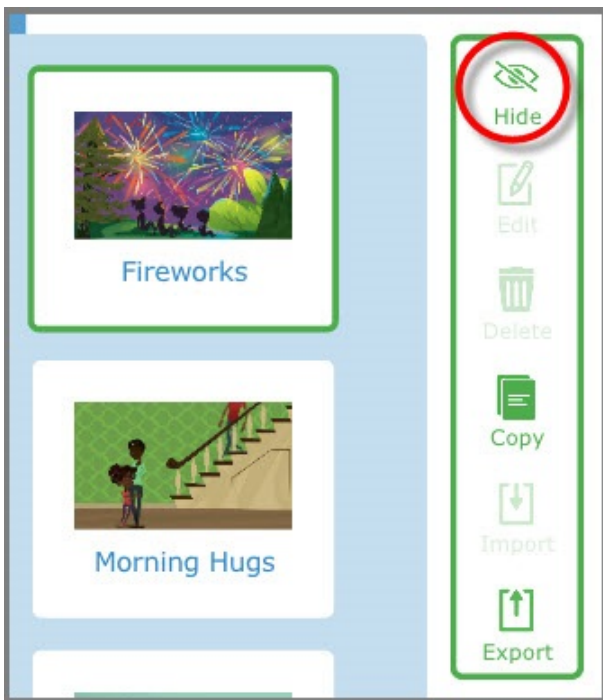 Fireworks
Morning Hugs
Hide
Edit
Delete
Copy
Import
Export